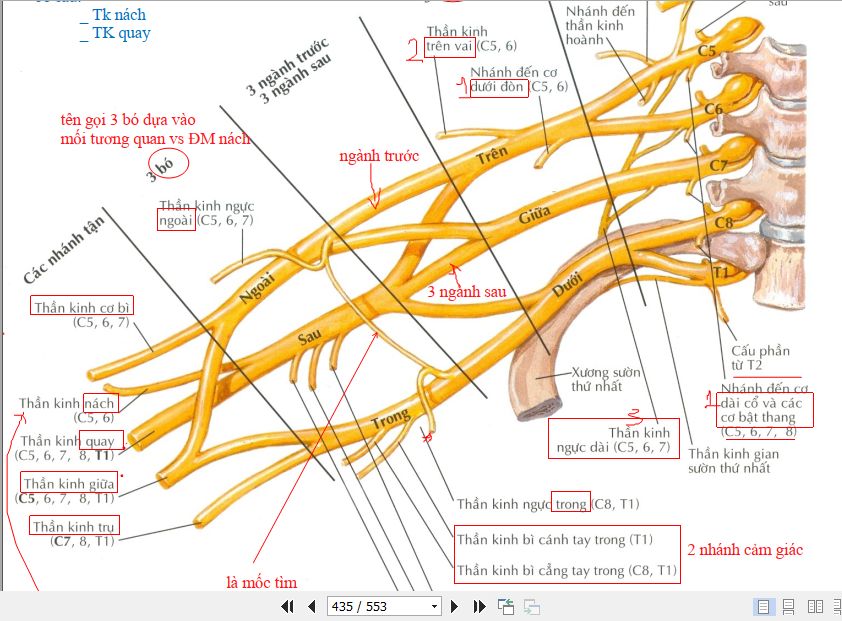 _ Tk nách
_ TK quay
tên gọi 3 bó dựa vào
mối tương quan vs ĐM nách
3 bó
3 ngành trước
3 ngành sau
ngành trước
Thần kinh
2 trên vai (C5, 6)
Nhánh đến cơ
1 dưới đòn (C5, 6)
Nhánh đến
thần kinh
hoành
sau
C5
C6
C7
C8
T1
Trên
Giữa
Dưới
3 ngành sau
Thần kinh ngực
ngoài (C5, 6, 7)
Các nhánh tận
Ngoài
Sau
Trong
Thần kinh cơ bì
(C5, 6, 7)
Thần kinh nách
(C5, 6)
Thần kinh quay
(C5, 6, 7, 8, T1)
Thần kinh giữa
(C5, 6, 7, 8, T1)
Thần kinh trụ
(C7, 8, T1)
là mốc tìm
Xương sườn
thứ nhất
Cấu phần
từ T2
1 Nhánh đến cơ
dài cổ và các
cơ bật thang
(C5, 6, 7, 8)
3
Thần kinh
ngực dài (C5, 6, 7)
Thần kinh gian
sườn thứ nhất
Thần kinh ngực trong (C8, T1)
Thần kinh bì cánh tay trong (T1)
Thần kinh bì cẳng tay trong (C8, T1)
2 nhánh cảm giác
435 / 553